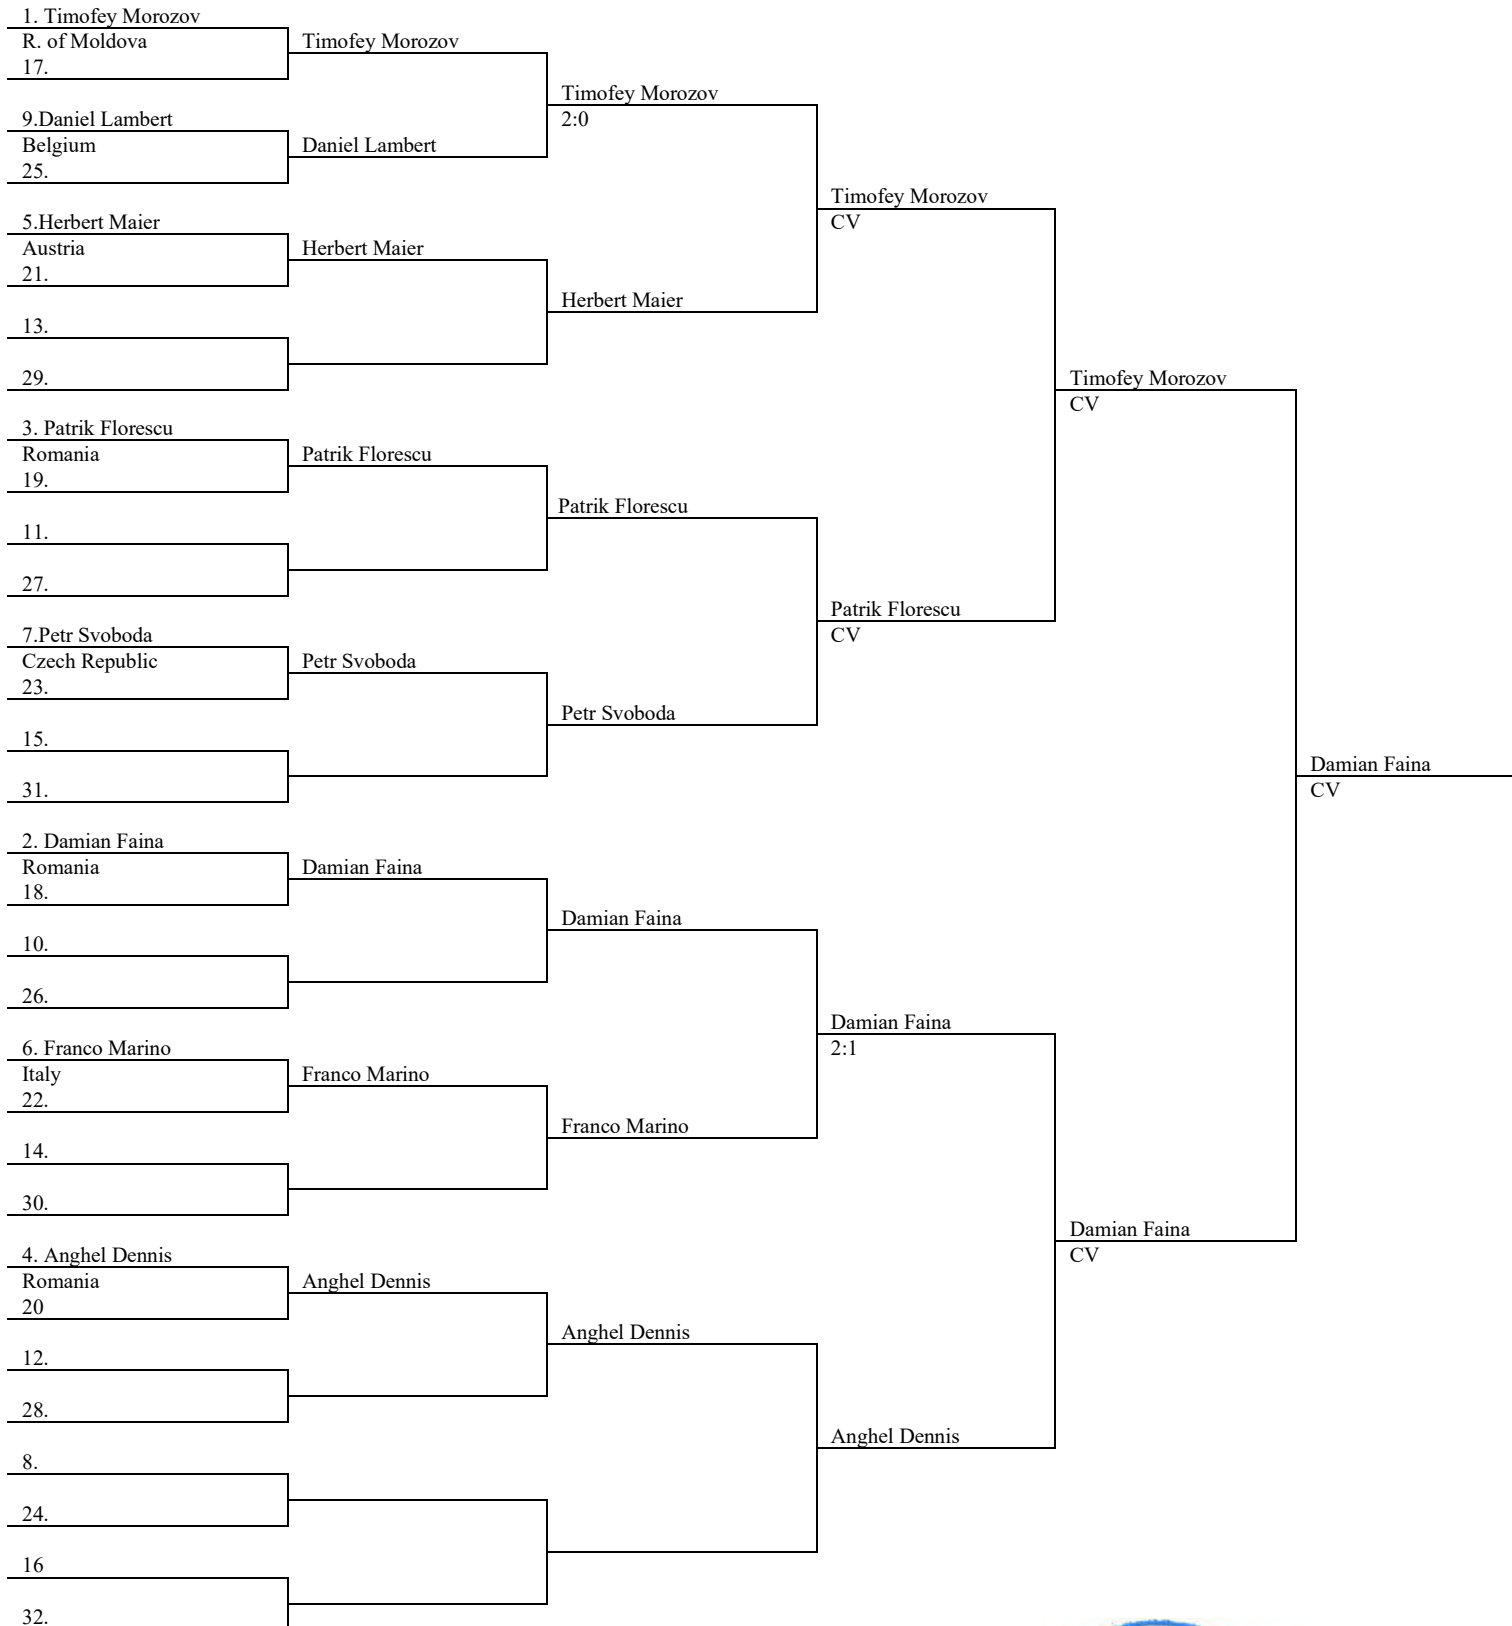 1. Timofey Morozov
R. of Moldova
17.
9.Daniel Lambert
Belgium
25.
5.Herbert Maier
Austria
21.
13.
29.
3. Patrik Florescu
Romania
19.
11.
27.
7.Petr Svoboda
Czech Republic
23.
15.
31.
2. Damian Faina
Romania
18.
10.
26.
6. Franco Marino
Italy
22.
14.
30.
4. Anghel Dennis
Romania
20
12.
28.
8.
24.
16
32.
Timofey Morozov
Daniel Lambert
Herbert Maier
Patrik Florescu
Petr Svoboda
Damian Faina
Franco Marino
Anghel Dennis
Timofey Morozov
2:0
Herbert Maier
Patrik Florescu
Petr Svoboda
Damian Faina
Franco Marino
Anghel Dennis
Timofey Morozov
CV
Patrik Florescu
CV
Damian Faina
2:1
Anghel Dennis
Timofey Morozov
CV
Damian Faina
CV
Damian Faina
CV